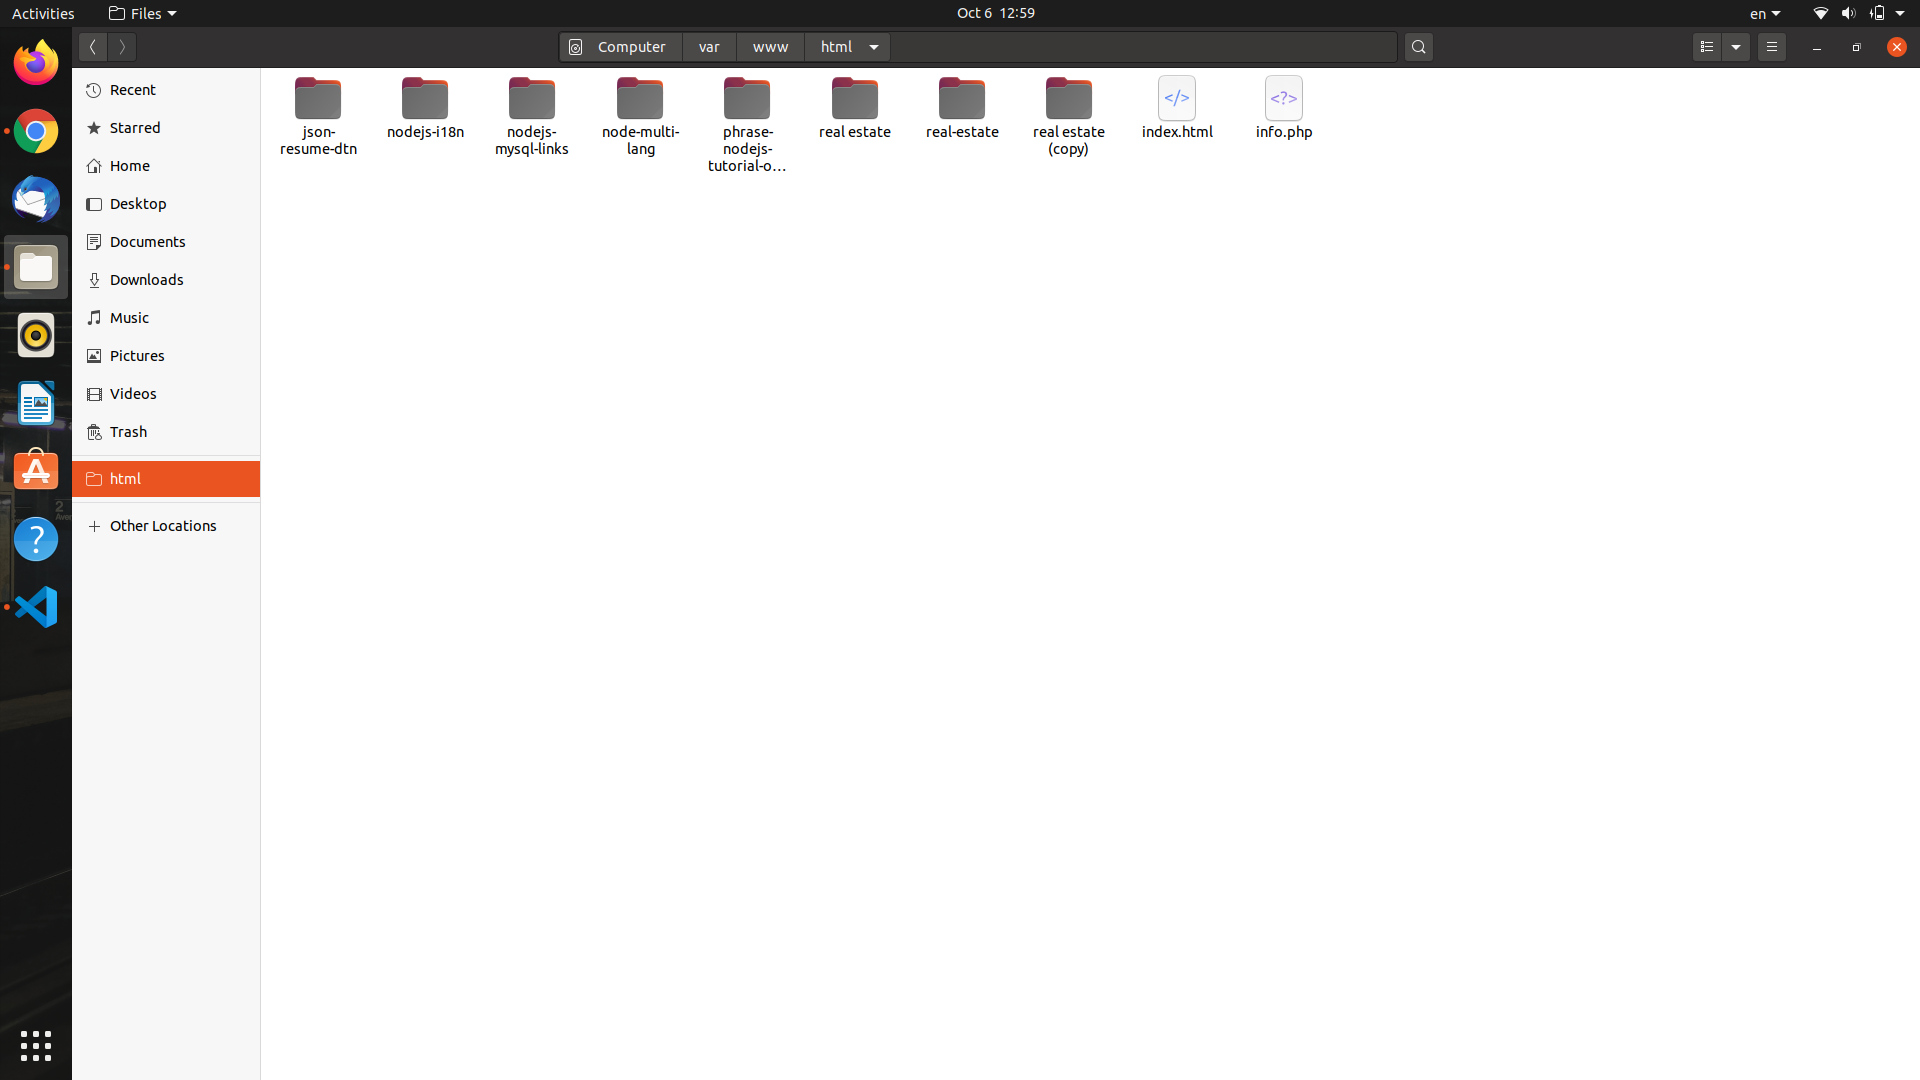 Activities
Files
Oct 6 12:59
en
Computer
var
www
html
Recent
Starred
Home
Desktop
Documents
Downloads
Music
Pictures
Videos
Trash
html
Other Locations
json-
resume-dtn
nodejs-i18n
nodejs-
mysql-links
node-multi-
lang
phrase-
nodejs-
tutorial-o…
real estate
real-estate
real estate
(copy)
</>
index.html
<?>
info.php
2
Aven